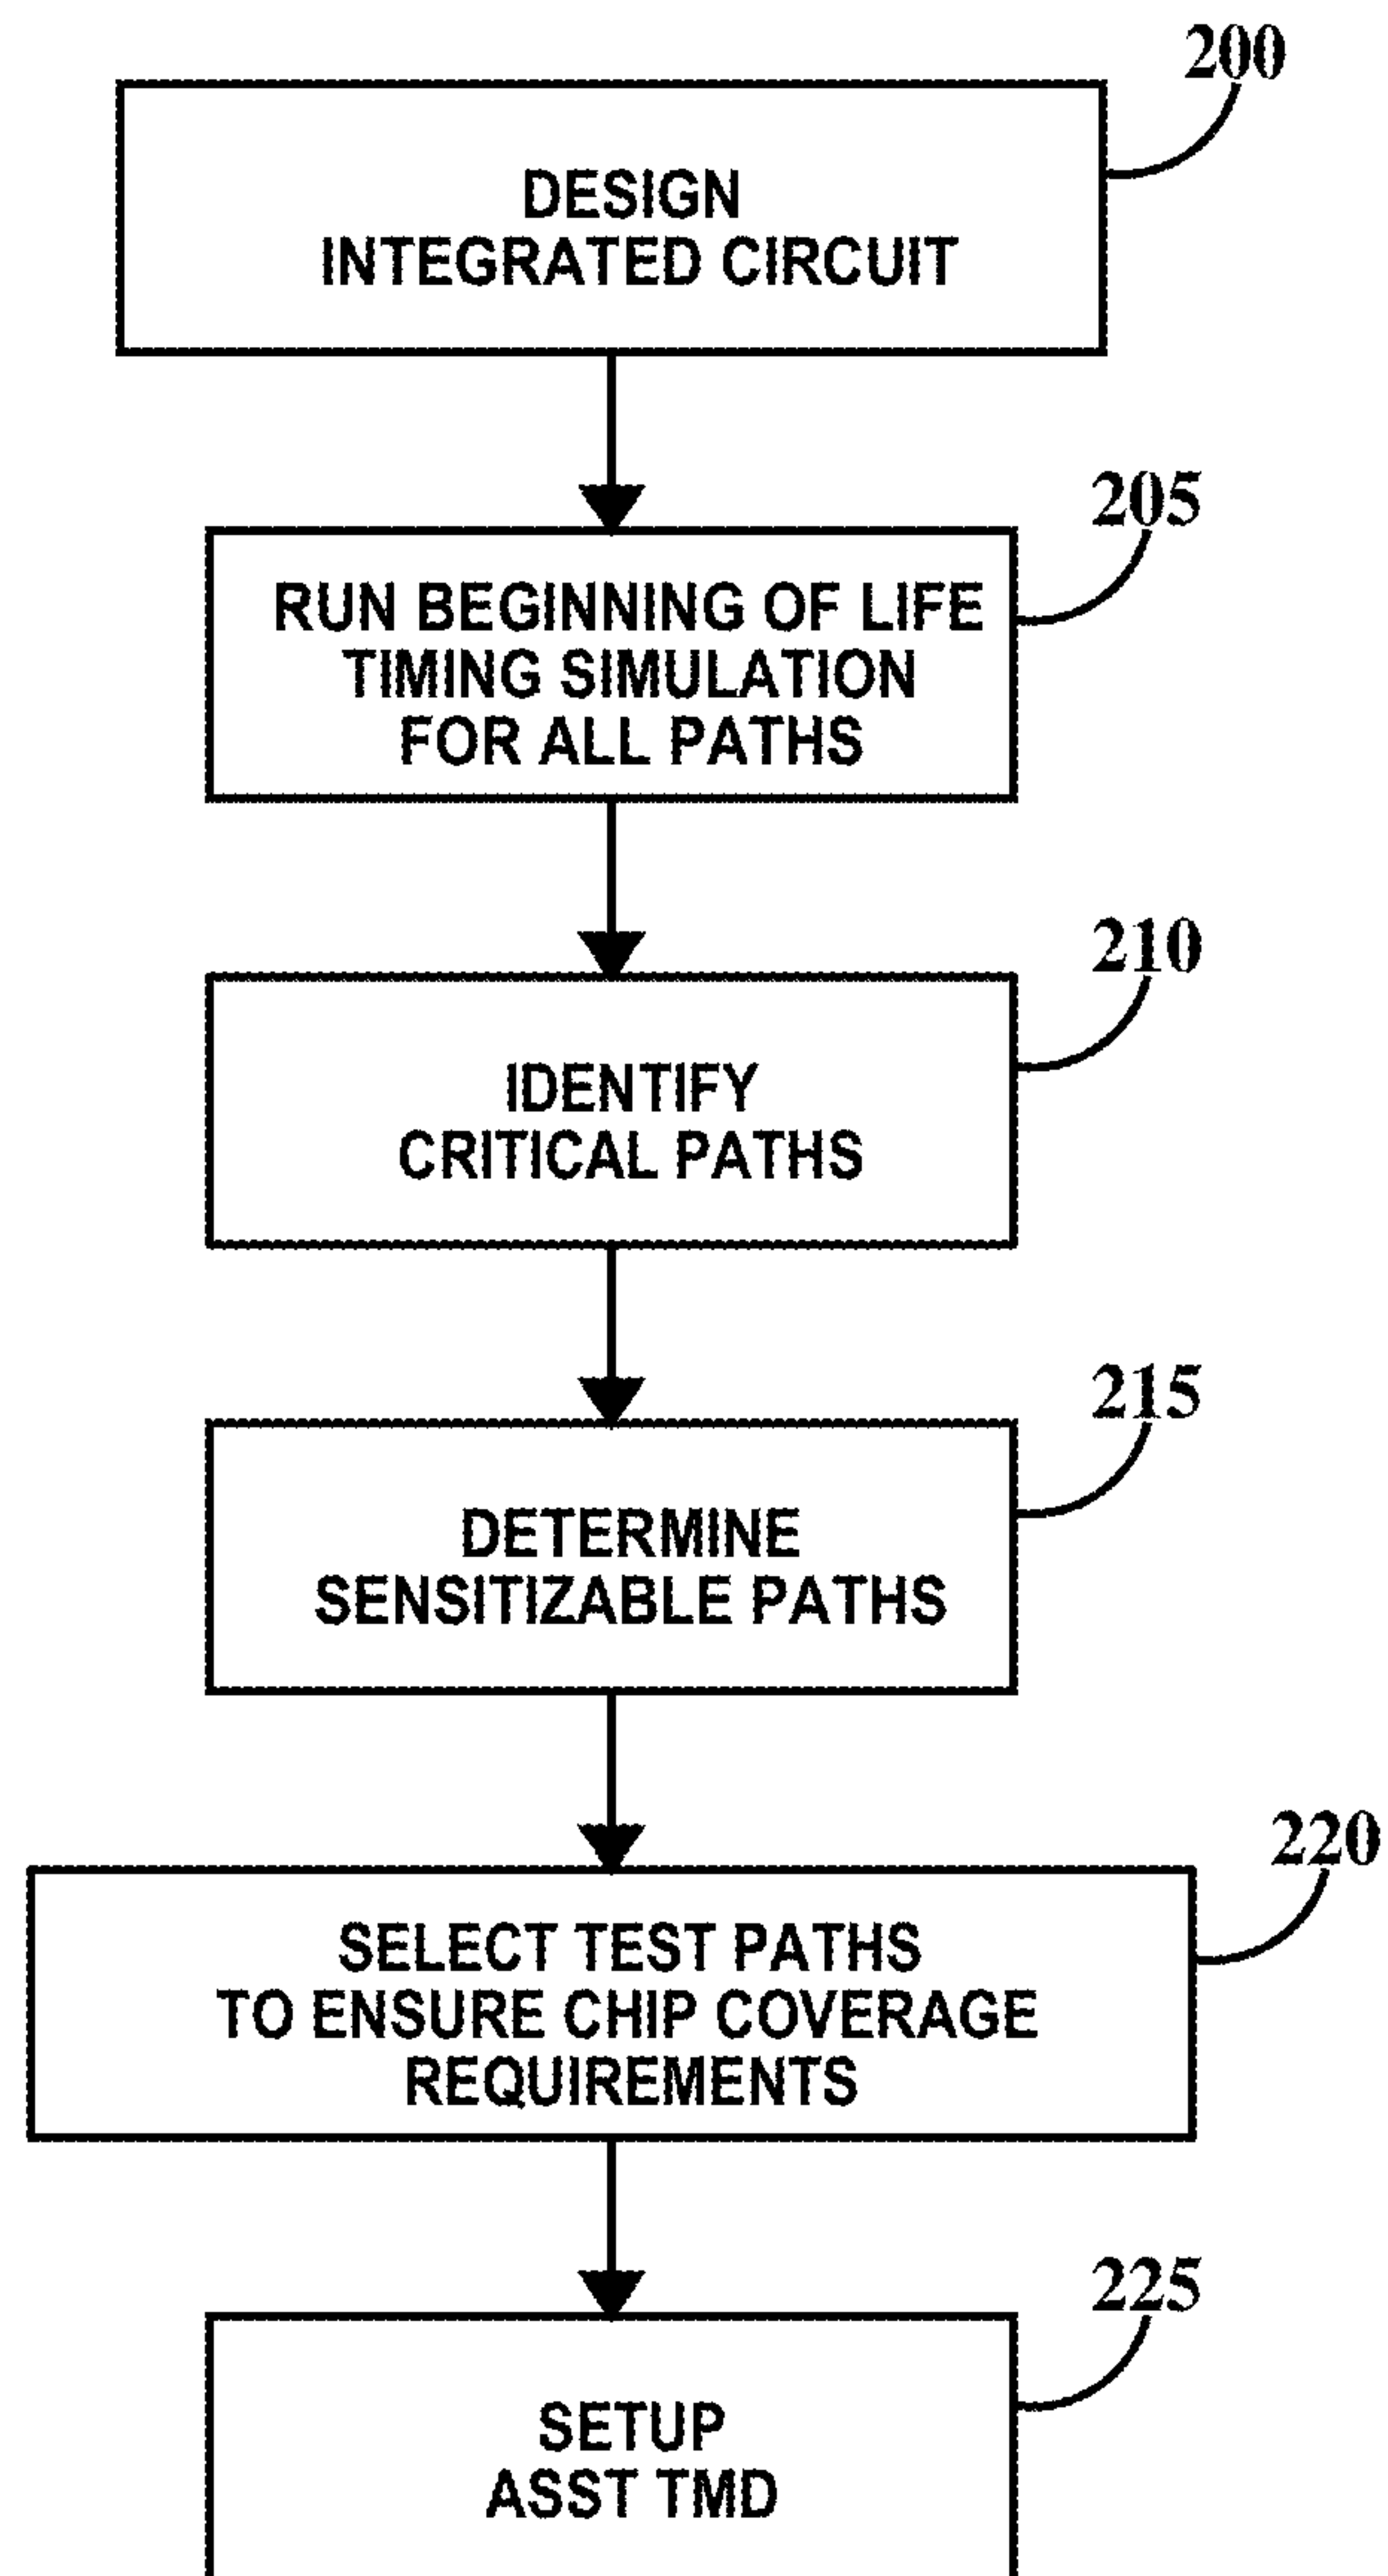 200
DESIGN
INTEGRATED CIRCUIT
205
RUN BEGINNING OF LIFE
TIMING SIMULATION
FOR ALL PATHS
210
IDENTIFY
CRITICAL PATHS
215
DETERMINE
SENSITIZABLE PATHS
220
SELECT TEST PATHS
TO ENSURE CHIP COVERAGE
REQUIREMENTS
225
SETUP
ASST TMD